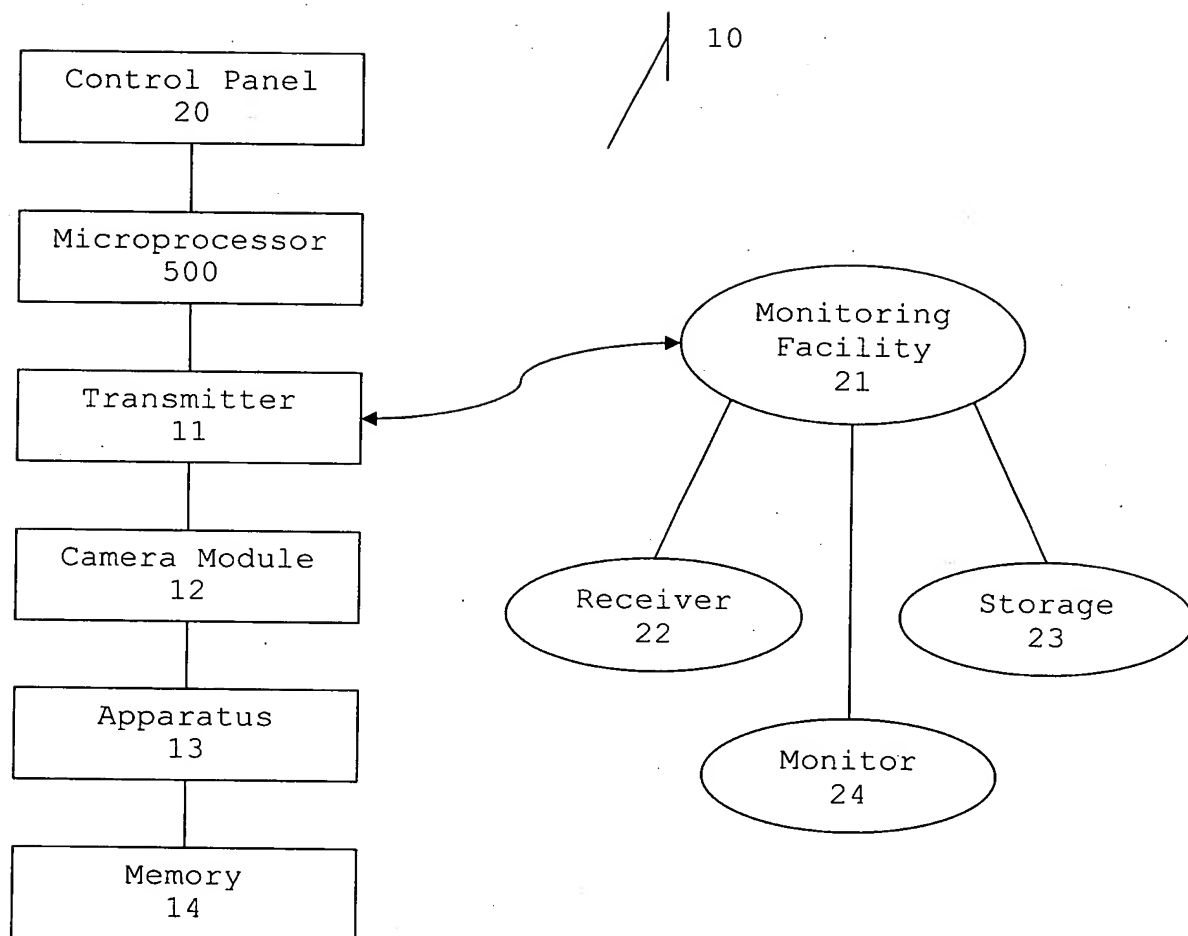 10
Control Panel
20
Microprocessor
500
Transmitter
11
Camera Module
12
Apparatus
13
Memory
14
Monitoring
Facility
21
Receiver
22
Storage
23
Monitor
24